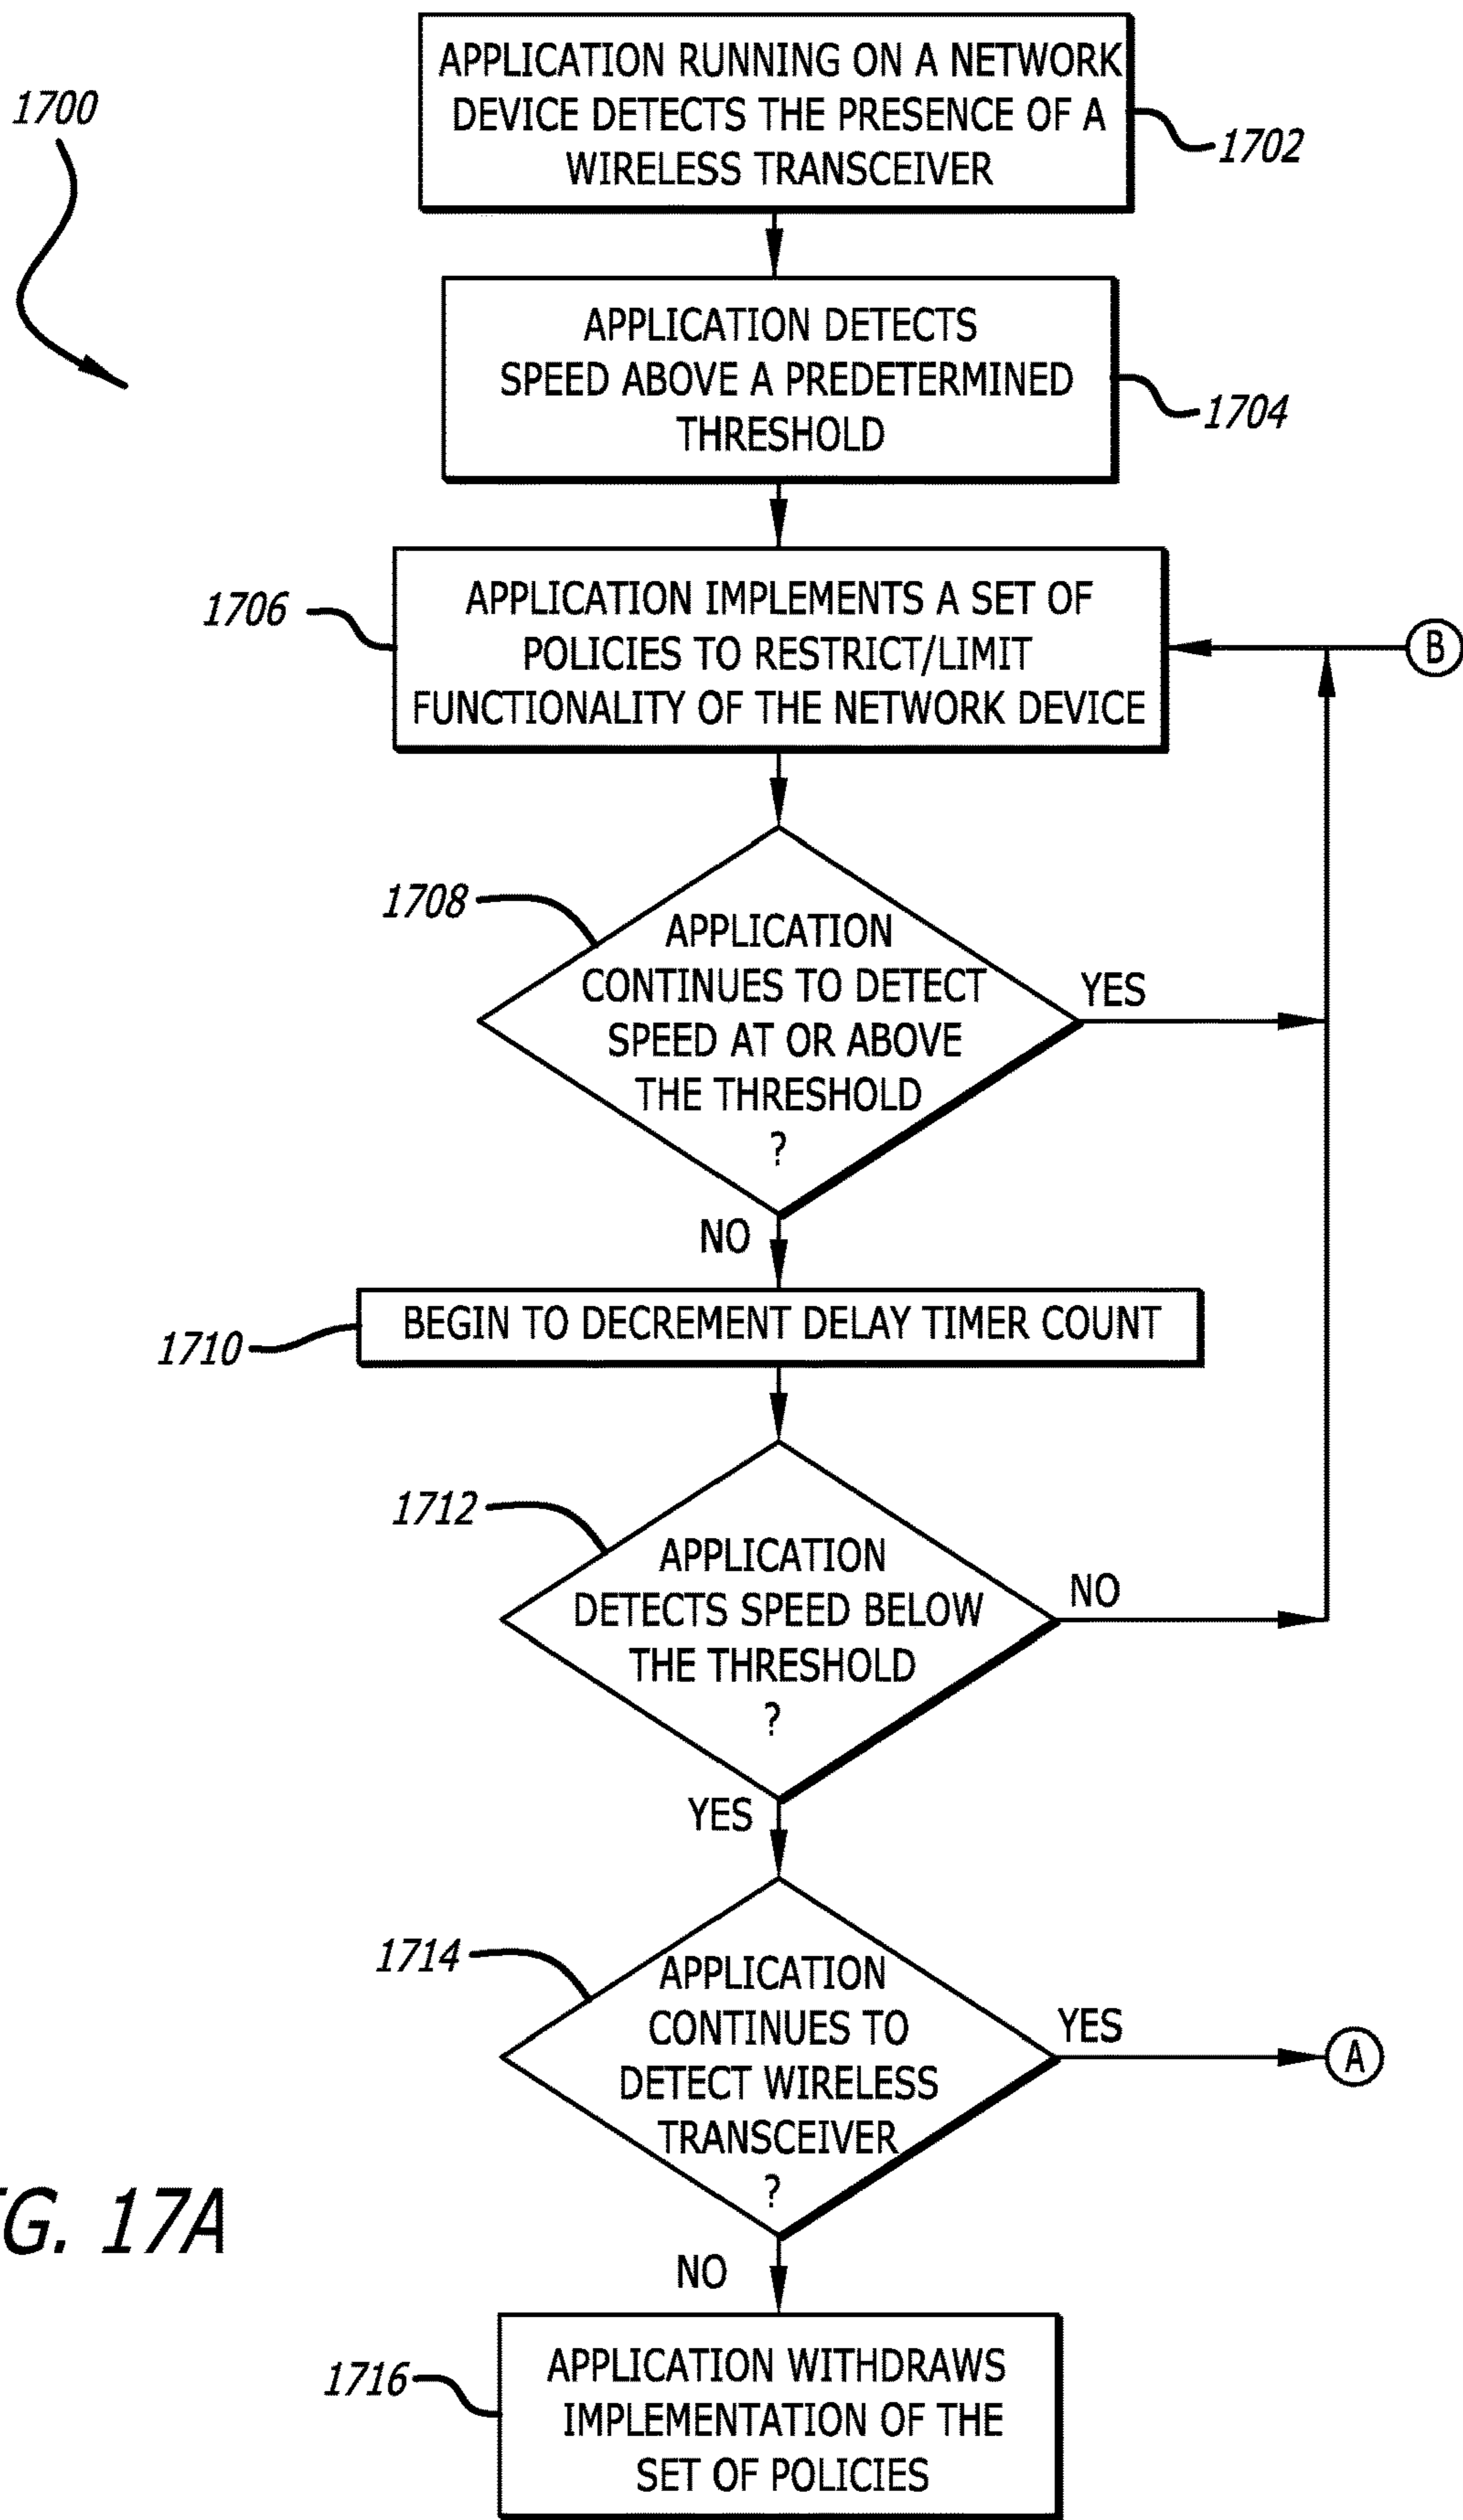 1700
APPLICATION RUNNING ON A NETWORK
DEVICE DETECTS THE PRESENCE OF A
WIRELESS TRANSCEIVER
1702
APPLICATION DETECTS
SPEED ABOVE A PREDETERMINED
THRESHOLD
1704
1706
APPLICATION IMPLEMENTS A SET OF
POLICIES TO RESTRICT/LIMIT
FUNCTIONALITY OF THE NETWORK DEVICE
B
1708
APPLICATION
CONTINUES TO DETECT
SPEED AT OR ABOVE
THE THRESHOLD
?
YES
NO
1710
BEGIN TO DECREMENT DELAY TIMER COUNT
1712
APPLICATION
DETECTS SPEED BELOW
THE THRESHOLD
?
NO
YES
1714
APPLICATION
CONTINUES TO
DETECT WIRELESS
TRANSCEIVER
?
YES
A
NO
G. 17A
1716
APPLICATION WITHDRAWS
IMPLEMENTATION OF THE
SET OF POLICIES